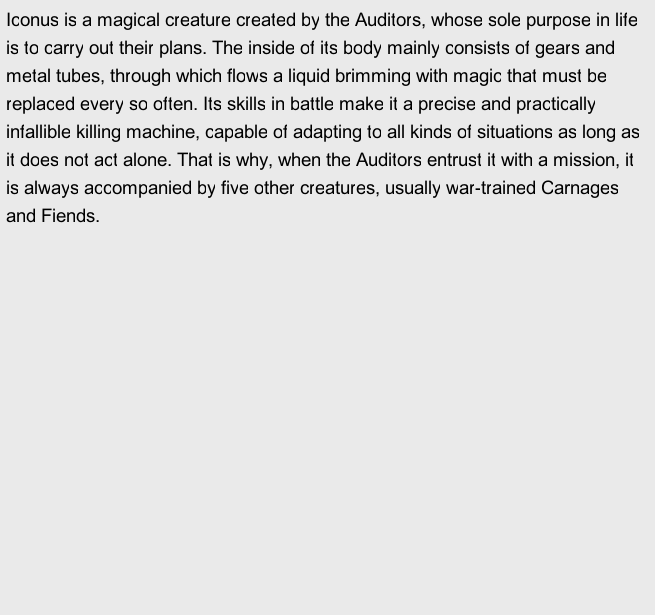 Iconus is a magical creature created by the Auditors, whose sole purpose in life
is to carry out their plans. The inside of its body mainly consists of gears and
metal tubes, through which flows a liquid brimming with magic that must be
replaced every so often. Its skills in battle make it a precise and practically
infallible killing machine, capable of adapting to all kinds of situations as long as
it does not act alone. That is why, when the Auditors entrust it with a mission, it
is always accompanied by five other creatures, usually war-trained Carnages
and Fiends.